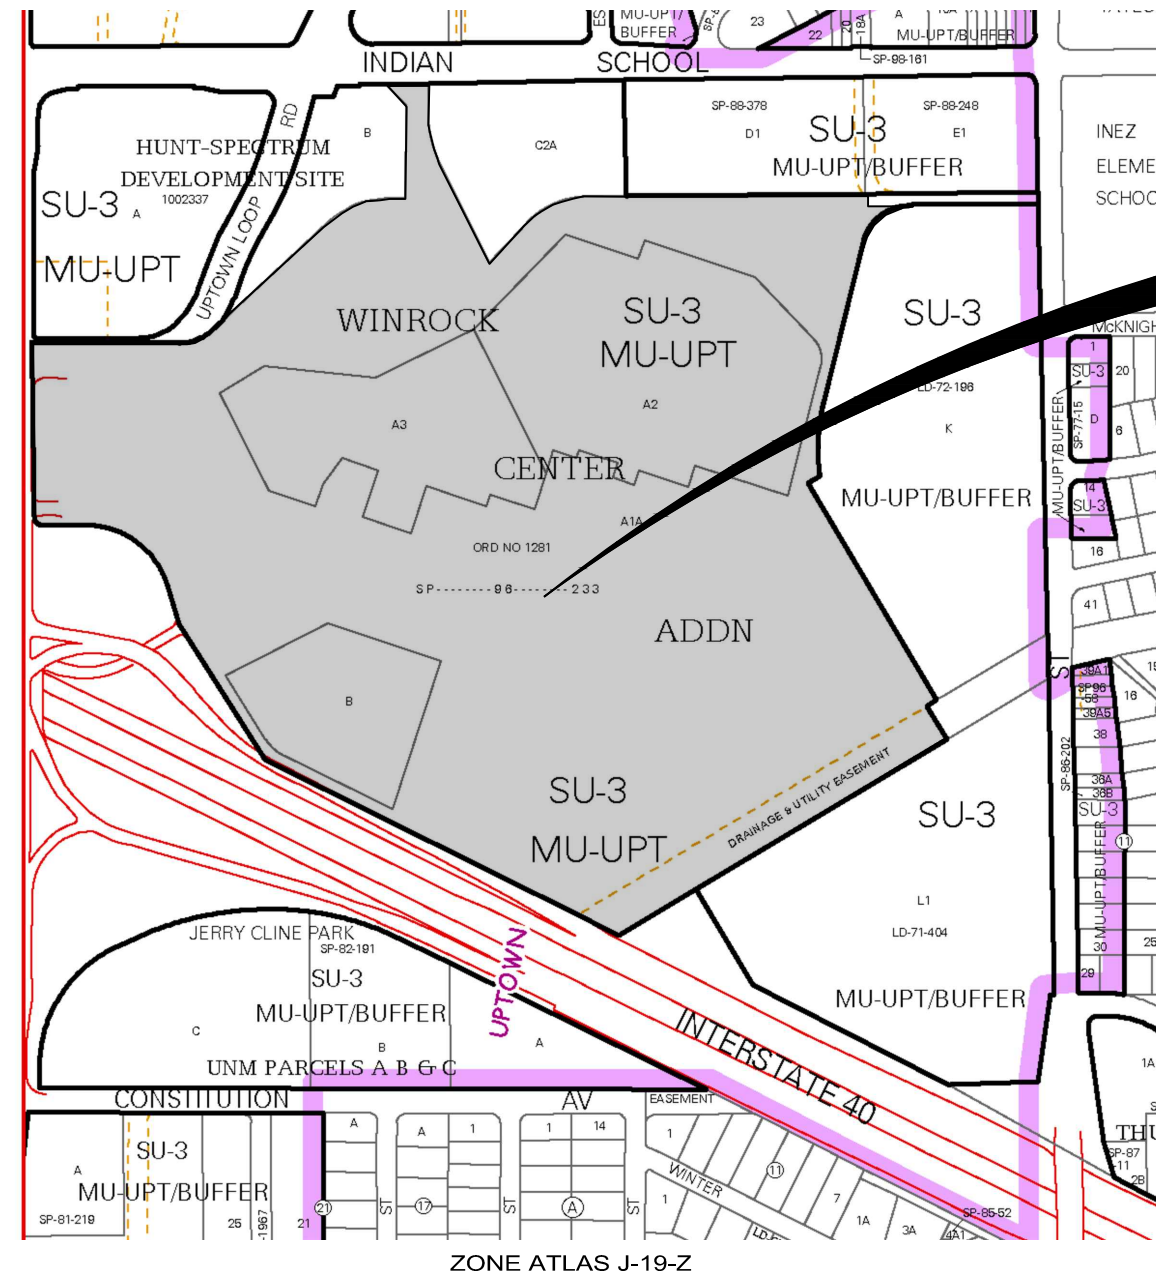 MU-UPT/
BUFFER
23
22
20
18A
A
MU-UPT/BUFFER
SP-98-161
INDIAN SCHOOL
RD
HUNT-SPECTRUM
DEVELOPMENT SITE
1002337
SU-3
A
MU-UPT
UPTOWN LOOP
B
C2A
SP-88-378
D1
SU-3
SP-88-248
E1
MU-UPT/BUFFER
INEZ
ELEME
SCHOO
WINROCK
SU-3
MU-UPT
A2
A3
CENTER
A1A
ORD NO 1281
SP--------96--------233
ADDN
B
SU-3
MU-UPT
DRAINAGE & UTILITY EASEMENT
SU-3
LD-72-196
K
MU-UPT/BUFFER
McKNIGH
1
SU-3
20
MU-UPT/BUFFER
SP-77-15
D
6
14
SU-3
16
41
ST
39A1
SP96
-58
39A5
16
15
38
SP-86-202
36A
36B
SU-3
11
MU-UPT/BUFFER
30
25
29
SU-3
L1
LD-71-404
MU-UPT/BUFFER
JERRY CLINE PARK
SP-82-191
SU-3
MU-UPT/BUFFER
C
B
A
UNM PARCELS A B & C
UPTOWN
INTERSTATE 40
CONSTITUTION AV
EASEMENT
SU-3
A
MU-UPT/BUFFER
SP-81-219
25
-1967
21
21
A
ST
A
1
17
ST
1
14
A
ST
1
WINTER
1
11
7
1A
3A
4A1
SP-85-52
1A
THU
SP-87
-11
2B
ZONE ATLAS J-19-Z